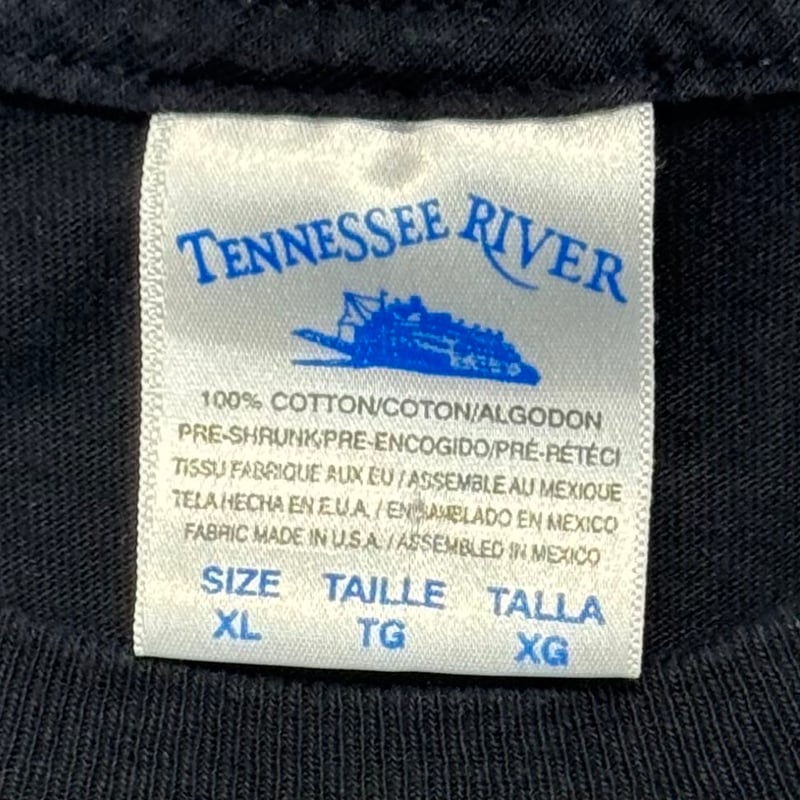 TENNESSEE RIVER
100% COTTON/COTON/ALGODON
PRE-SHRUNK/PRE-ENCOGIDO/PRÉ-RÉTÉCI
TISSU FABRIQUE AUX EU / ASSEMBLE AU MEXIQUE
TELA HECHA EN E.U.A. / ENSAMBLADO EN MEXICO
FABRIC MADE IN U.S.A. / ASSEMBLED IN MEXICO
SIZE TAILLE TALLA
XL TG XG